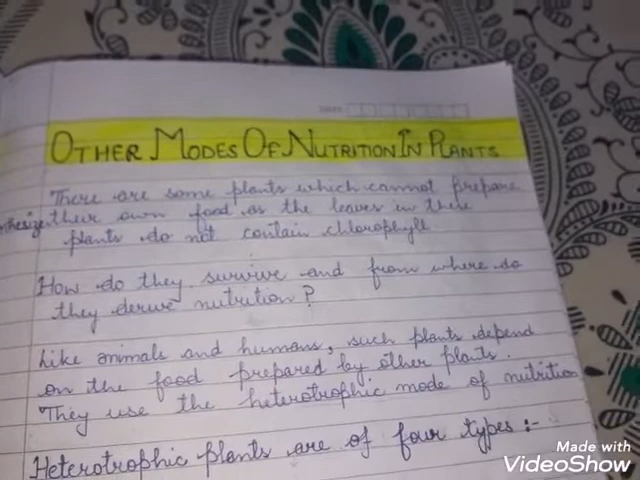 DATE
OTHER MODES OF NUTRITION IN PLANTS
There are some plants which cannot prepare
their own food as the leaves in these
plants do not contain chlorophyll
How do they survive and from where do
they derive nutrition?
Like animals and humans, such plants depend
on the food prepared by other plants.
They use the heterotrophic mode of nutrition
Heterotrophic plants are of four types :-
Made with
VideoShow